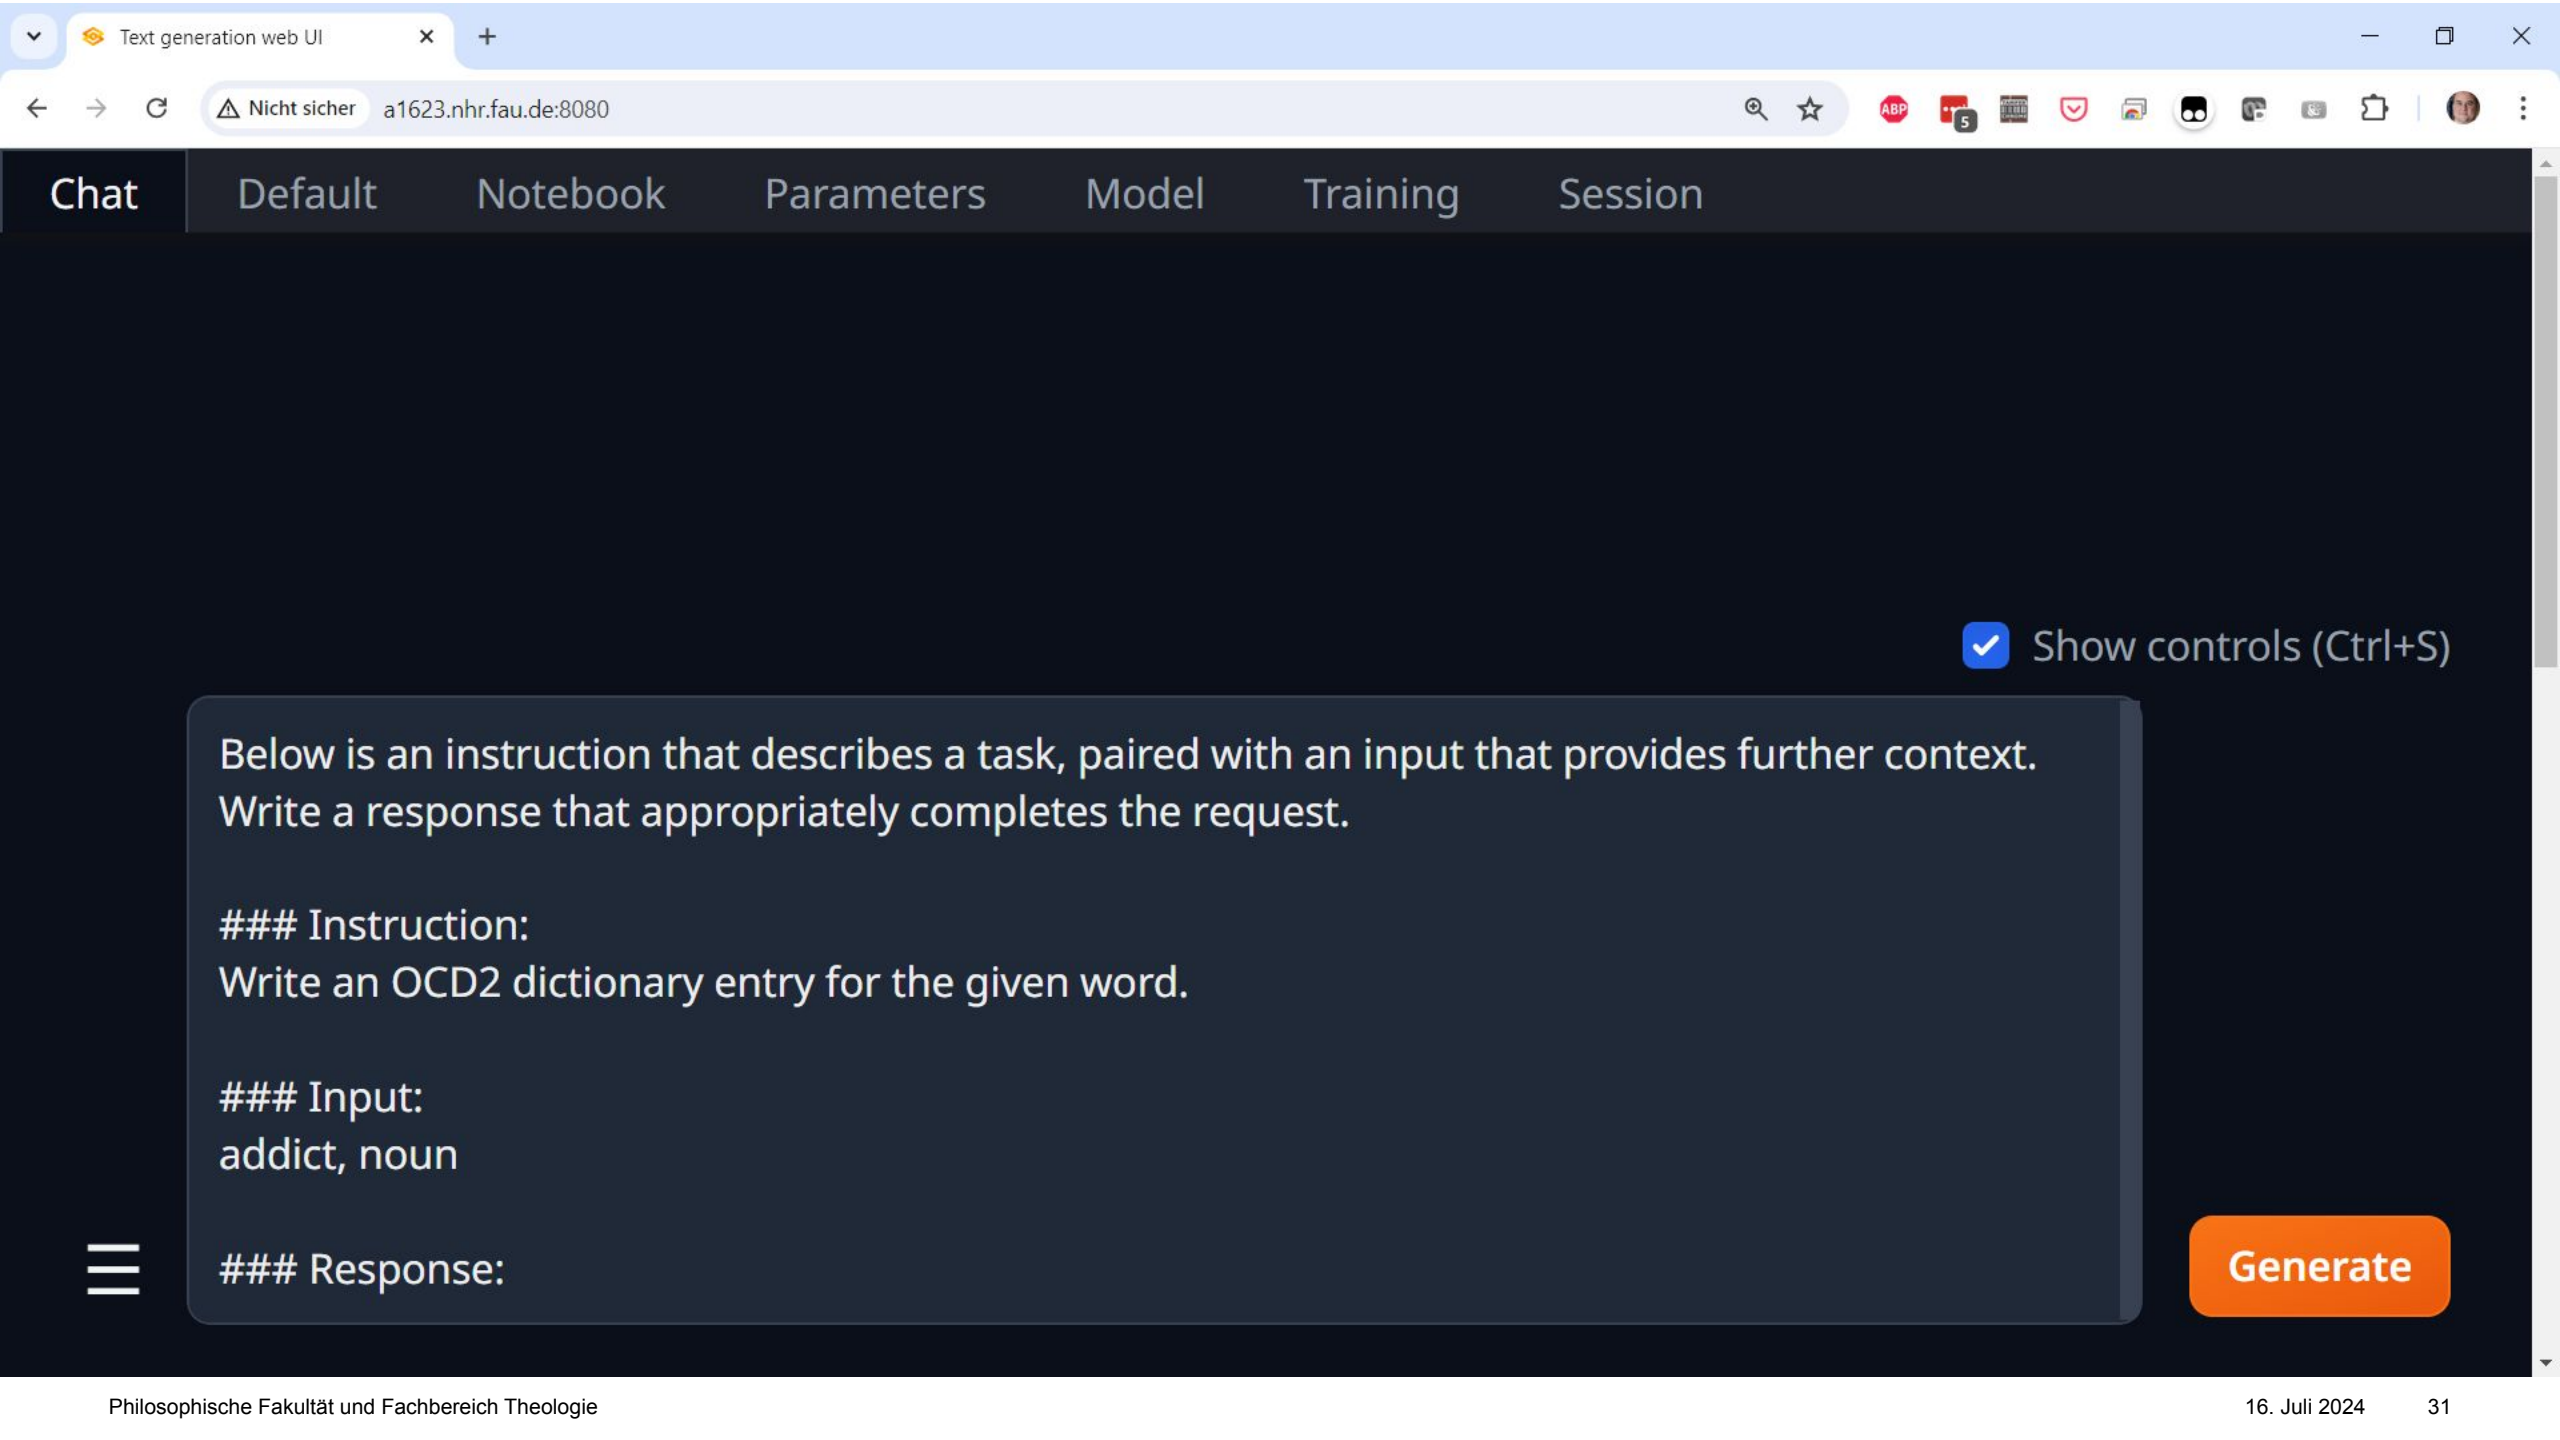 Text generation web UI
Nicht sicher a1623.nhr.fau.de:8080
ABP
5
Chat Default Notebook Parameters Model Training Session
Show controls (Ctrl+S)
Below is an instruction that describes a task, paired with an input that provides further context.
Write a response that appropriately completes the request.
### Instruction:
Write an OCD2 dictionary entry for the given word.
### Input:
addict, noun
### Response:
Generate
Philosophische Fakultät und Fachbereich Theologie 16. Juli 2024 31